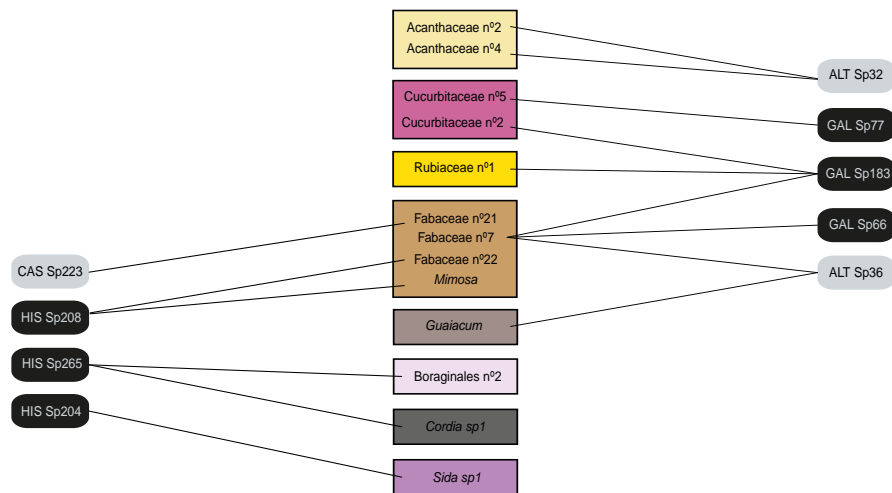 Acanthaceae nº2
Acanthaceae nº4
Cucurbitaceae nº5
Cucurbitaceae nº2
Rubiaceae nº1
Fabaceae nº21
Fabaceae nº7
Fabaceae nº22
Mimosa
Guaiacum
Boraginales nº2
Cordia sp1
Sida sp1
CAS Sp223
HIS Sp208
HIS Sp265
HIS Sp204
ALT Sp32
GAL Sp77
GAL Sp183
GAL Sp66
ALT Sp36